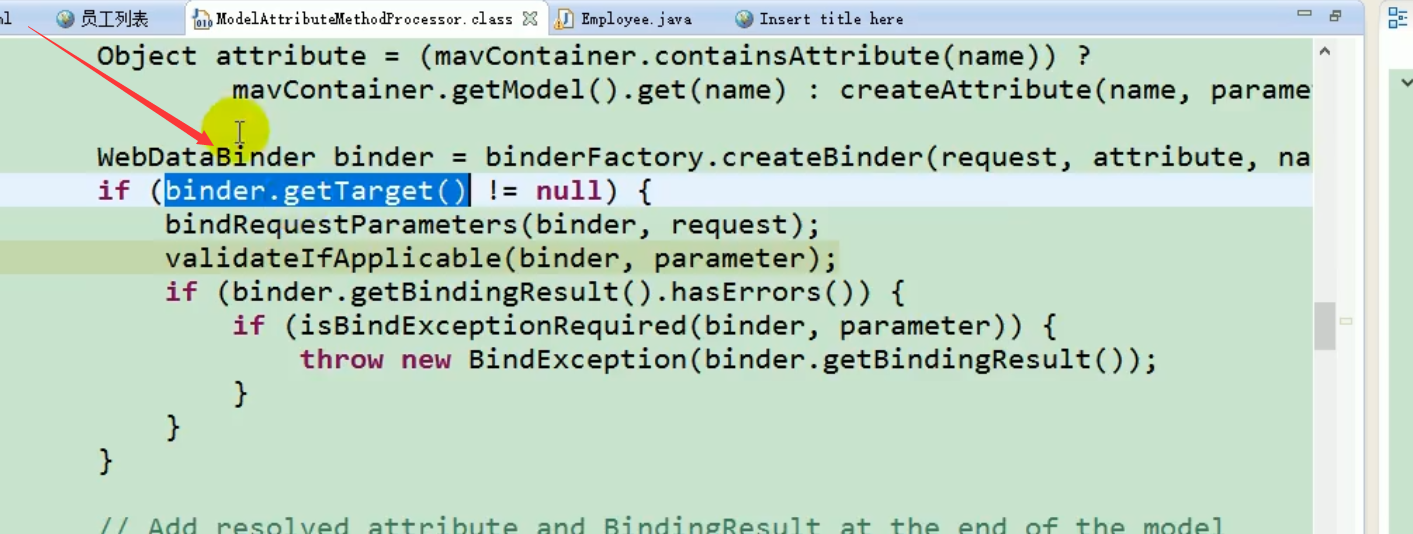 ml 员工列表 ModelAttributeMethodProcessor.class Employee.java Insert title here
Object attribute = (mavContainer.containsAttribute(name)) ?
mavContainer.getModel().get(name) : createAttribute(name, parame
WebDataBinder binder = binderFactory.createBinder(request, attribute, na
if (binder.getTarget() != null) {
bindRequestParameters(binder, request);
validateIfApplicable(binder, parameter);
if (binder.getBindingResult().hasErrors()) {
if (isBindExceptionRequired(binder, parameter)) {
throw new BindException(binder.getBindingResult());
}
}
}
// Add resolved attribute and BindingResult at the end of the model